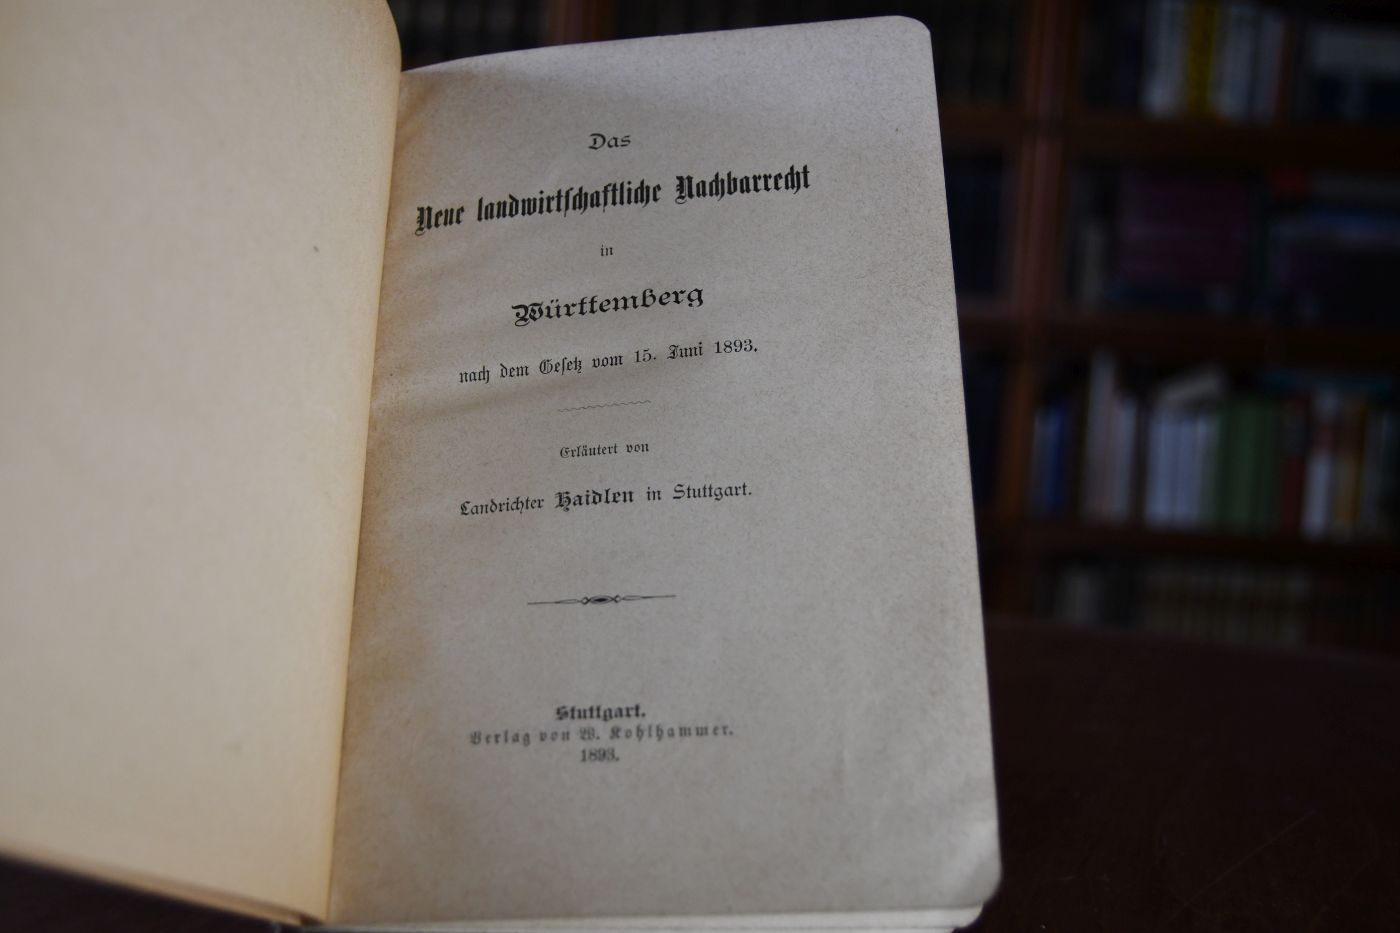 Das
Neue landwirtſchaftliche Nachbarrecht
in
Württemberg
nach dem Geſetz vom 15. Juni 1893.
Erläutert von
Landrichter Haidlen in Stuttgart.
Stuttgart.
Verlag von W. Kohlhammer.
1893.